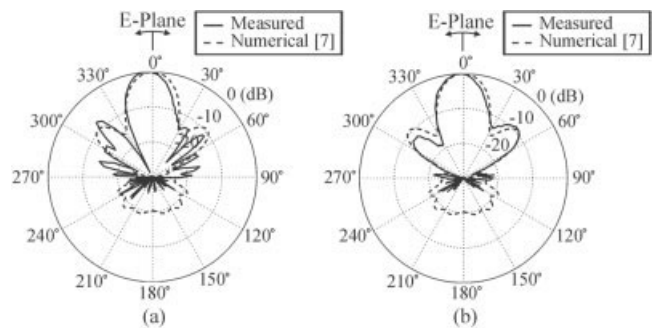 E-Plane
Measured
Numerical [7]
0°
30°
60°
90°
120°
150°
180°
210°
240°
270°
300°
330°
0 (dB)
-10
-20
(a)
E-Plane
Measured
Numerical [7]
0°
30°
60°
90°
120°
150°
180°
210°
240°
270°
300°
330°
0 (dB)
-10
-20
(b)